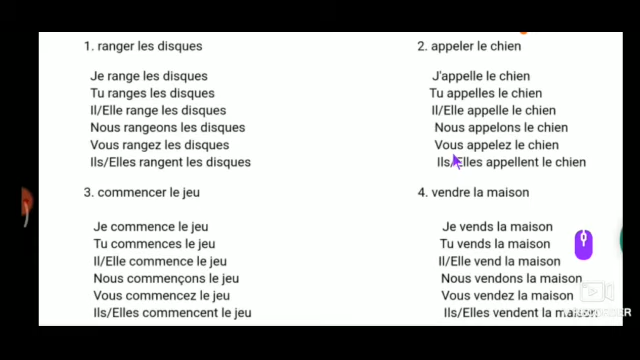 1. ranger les disques
Je range les disques
Tu ranges les disques
Il/Elle range les disques
Nous rangeons les disques
Vous rangez les disques
Ils/Elles rangent les disques
2. appeler le chien
J'appelle le chien
Tu appelles le chien
Il/Elle appelle le chien
Nous appelons le chien
Vous appelez le chien
Ils/Elles appellent le chien
3. commencer le jeu
Je commence le jeu
Tu commences le jeu
Il/Elle commence le jeu
Nous commençons le jeu
Vous commencez le jeu
Ils/Elles commencent le jeu
4. vendre la maison
Je vends la maison
Tu vends la maison
Il/Elle vend la maison
Nous vendons la maison
Vous vendez la maison
Ils/Elles vendent la maison